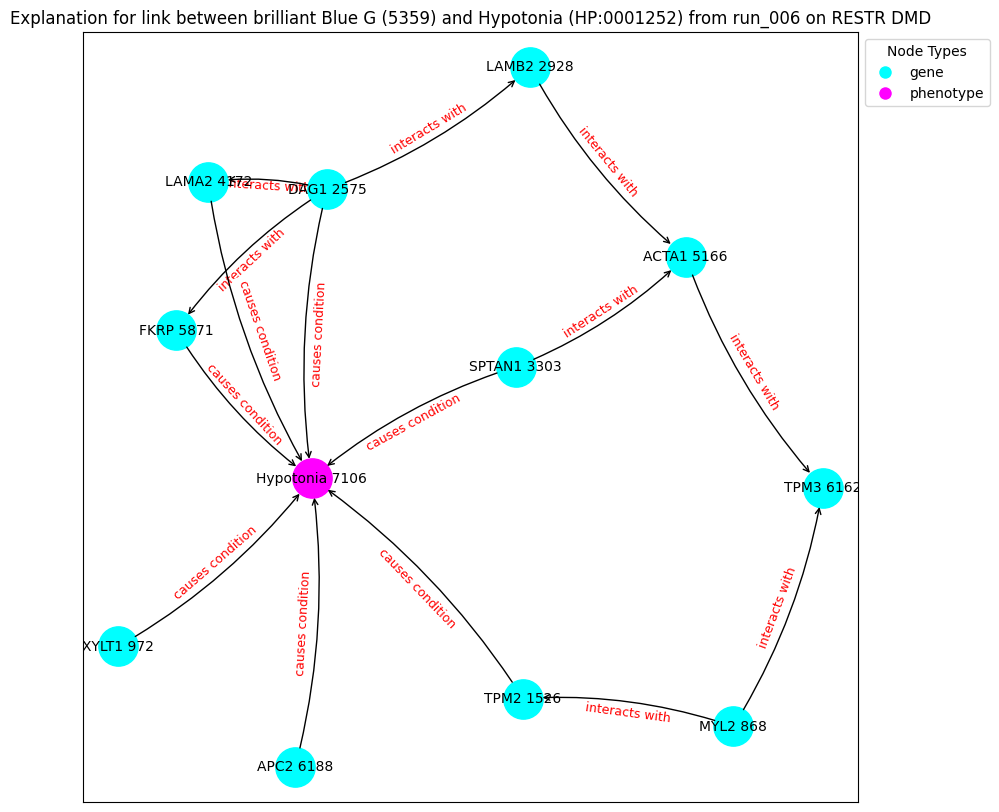 Explanation for link between brilliant Blue G (5359) and Hypotonia (HP:0001252) from run_006 on RESTR DMD
Node Types
gene
phenotype
LAMB2 2928
interacts with
interacts with
LAMA2 4372
interacts with
DAG1 2575
interacts with
ACTA1 5166
causes condition
causes condition
interacts with
FKRP 5871
interacts with
SPTAN1 3303
causes condition
causes condition
Hypotonia 7106
TPM3 6162
causes condition
causes condition
causes condition
interacts with
XYLT1 972
TPM2 1526
interacts with
MYL2 868
APC2 6188